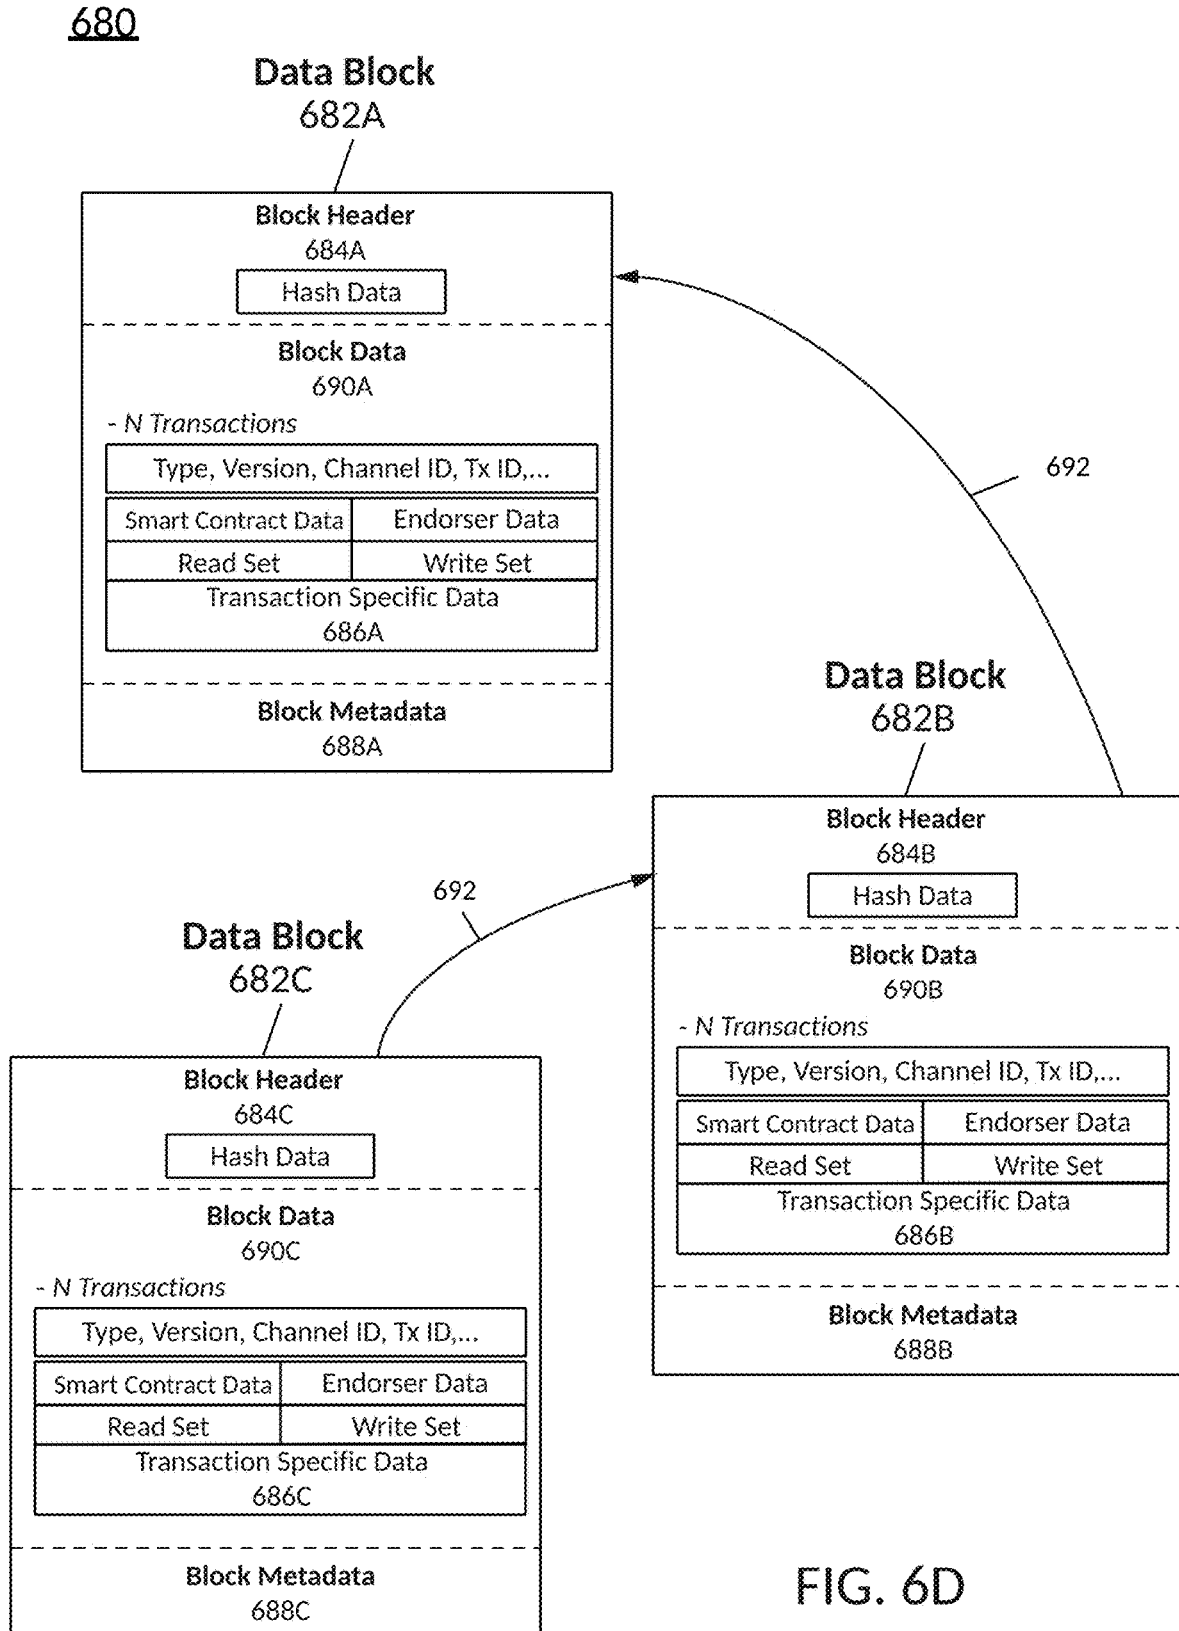 680
Data Block
682A
Block Header
684A
Hash Data
Block Data
690A
- N Transactions
Type, Version, Channel ID, Tx ID,...
Smart Contract Data
Endorser Data
Read Set
Write Set
Transaction Specific Data
686A
Block Metadata
688A
692
Data Block
682B
Block Header
684B
Hash Data
Block Data
690B
- N Transactions
Type, Version, Channel ID, Tx ID,...
Smart Contract Data
Endorser Data
Read Set
Write Set
Transaction Specific Data
686B
Block Metadata
688B
692
Data Block
682C
Block Header
684C
Hash Data
Block Data
690C
- N Transactions
Type, Version, Channel ID, Tx ID,...
Smart Contract Data
Endorser Data
Read Set
Write Set
Transaction Specific Data
686C
Block Metadata
688C
FIG. 6D